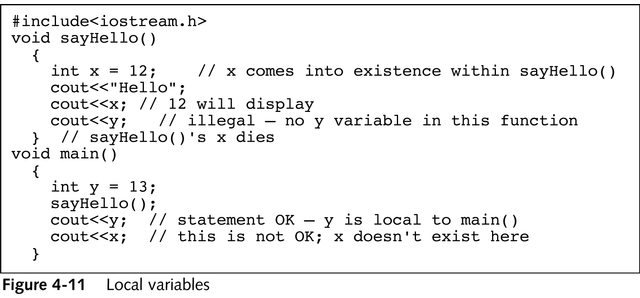 #include<iostream.h>
void sayHello()
  {
    int x = 12;    // x comes into existence within sayHello()
    cout<<"Hello";
    cout<<x; // 12 will display
    cout<<y;   // illegal – no y variable in this function
  }  // sayHello()'s x dies
void main()
  {
    int y = 13;
    sayHello();
    cout<<y;  // statement OK – y is local to main()
    cout<<x;  // this is not OK; x doesn't exist here
  }
Figure 4-11   Local variables